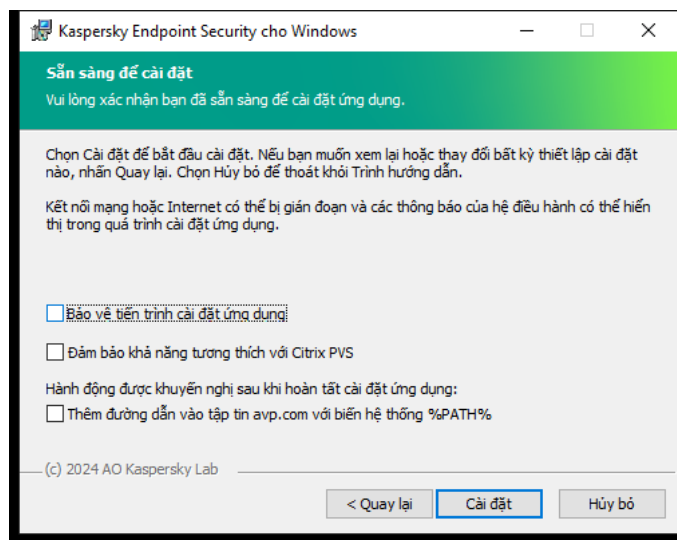 Kaspersky Endpoint Security cho Windows
Sẵn sàng để cài đặt
Vui lòng xác nhận bạn đã sẵn sàng để cài đặt ứng dụng.
Chọn Cài đặt để bắt đầu cài đặt. Nếu bạn muốn xem lại hoặc thay đổi bất kỳ thiết lập cài đặt
nào, nhấn Quay lại. Chọn Hủy bỏ để thoát khỏi Trình hướng dẫn.
Kết nối mạng hoặc Internet có thể bị gián đoạn và các thông báo của hệ điều hành có thể hiển
thị trong quá trình cài đặt ứng dụng.
Bảo vệ tiến trình cài đặt ứng dụng
Đảm bảo khả năng tương thích với Citrix PVS
Hành động được khuyến nghị sau khi hoàn tất cài đặt ứng dụng:
Thêm đường dẫn vào tập tin avp.com với biến hệ thống %PATH%
(c) 2024 AO Kaspersky Lab
< Quay lại Cài đặt Hủy bỏ